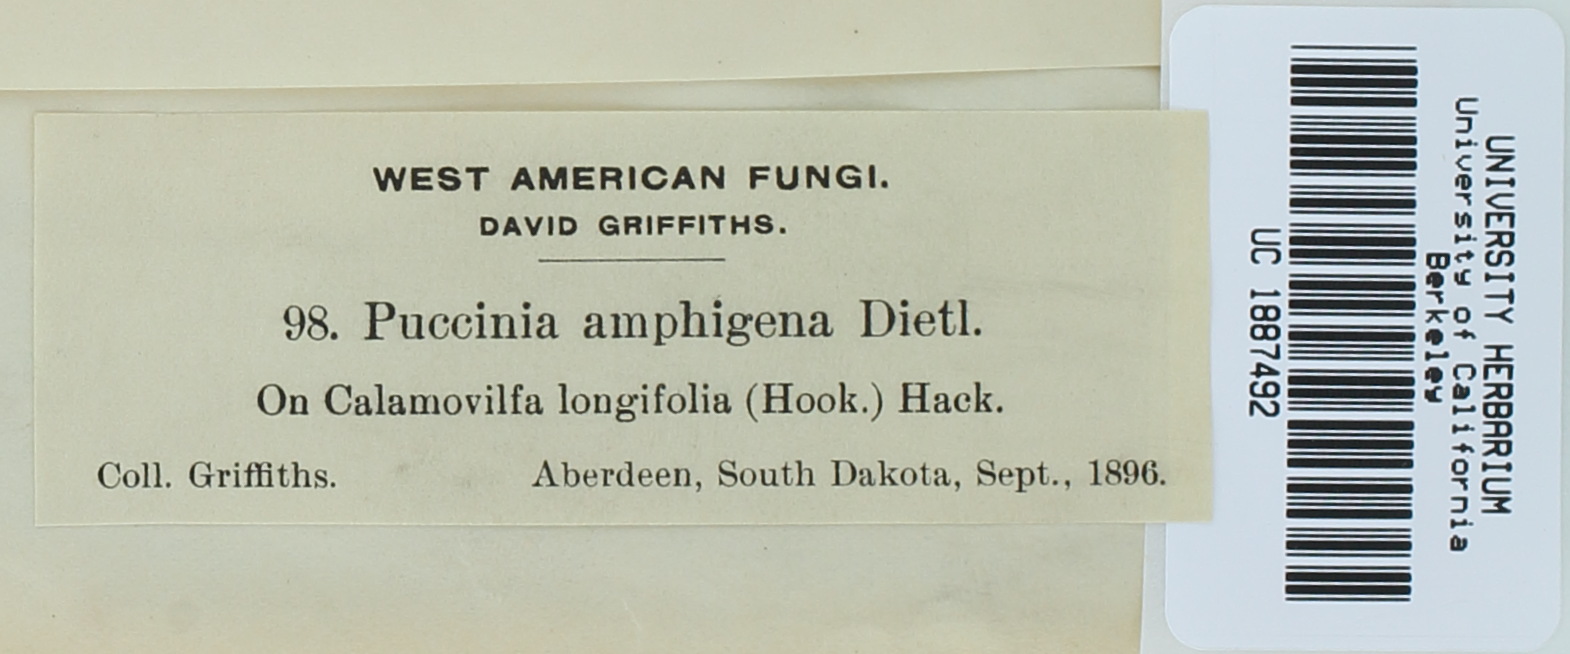 WEST AMERICAN FUNGI.
DAVID GRIFFITHS.
98. Puccinia amphigena Dietl.
On Calamovilfa longifolia (Hook.) Hack.
Coll. Griffiths. Aberdeen, South Dakota, Sept., 1896.
UNIVERSITY HERBARIUM
University of California
Berkeley
UC 1887492